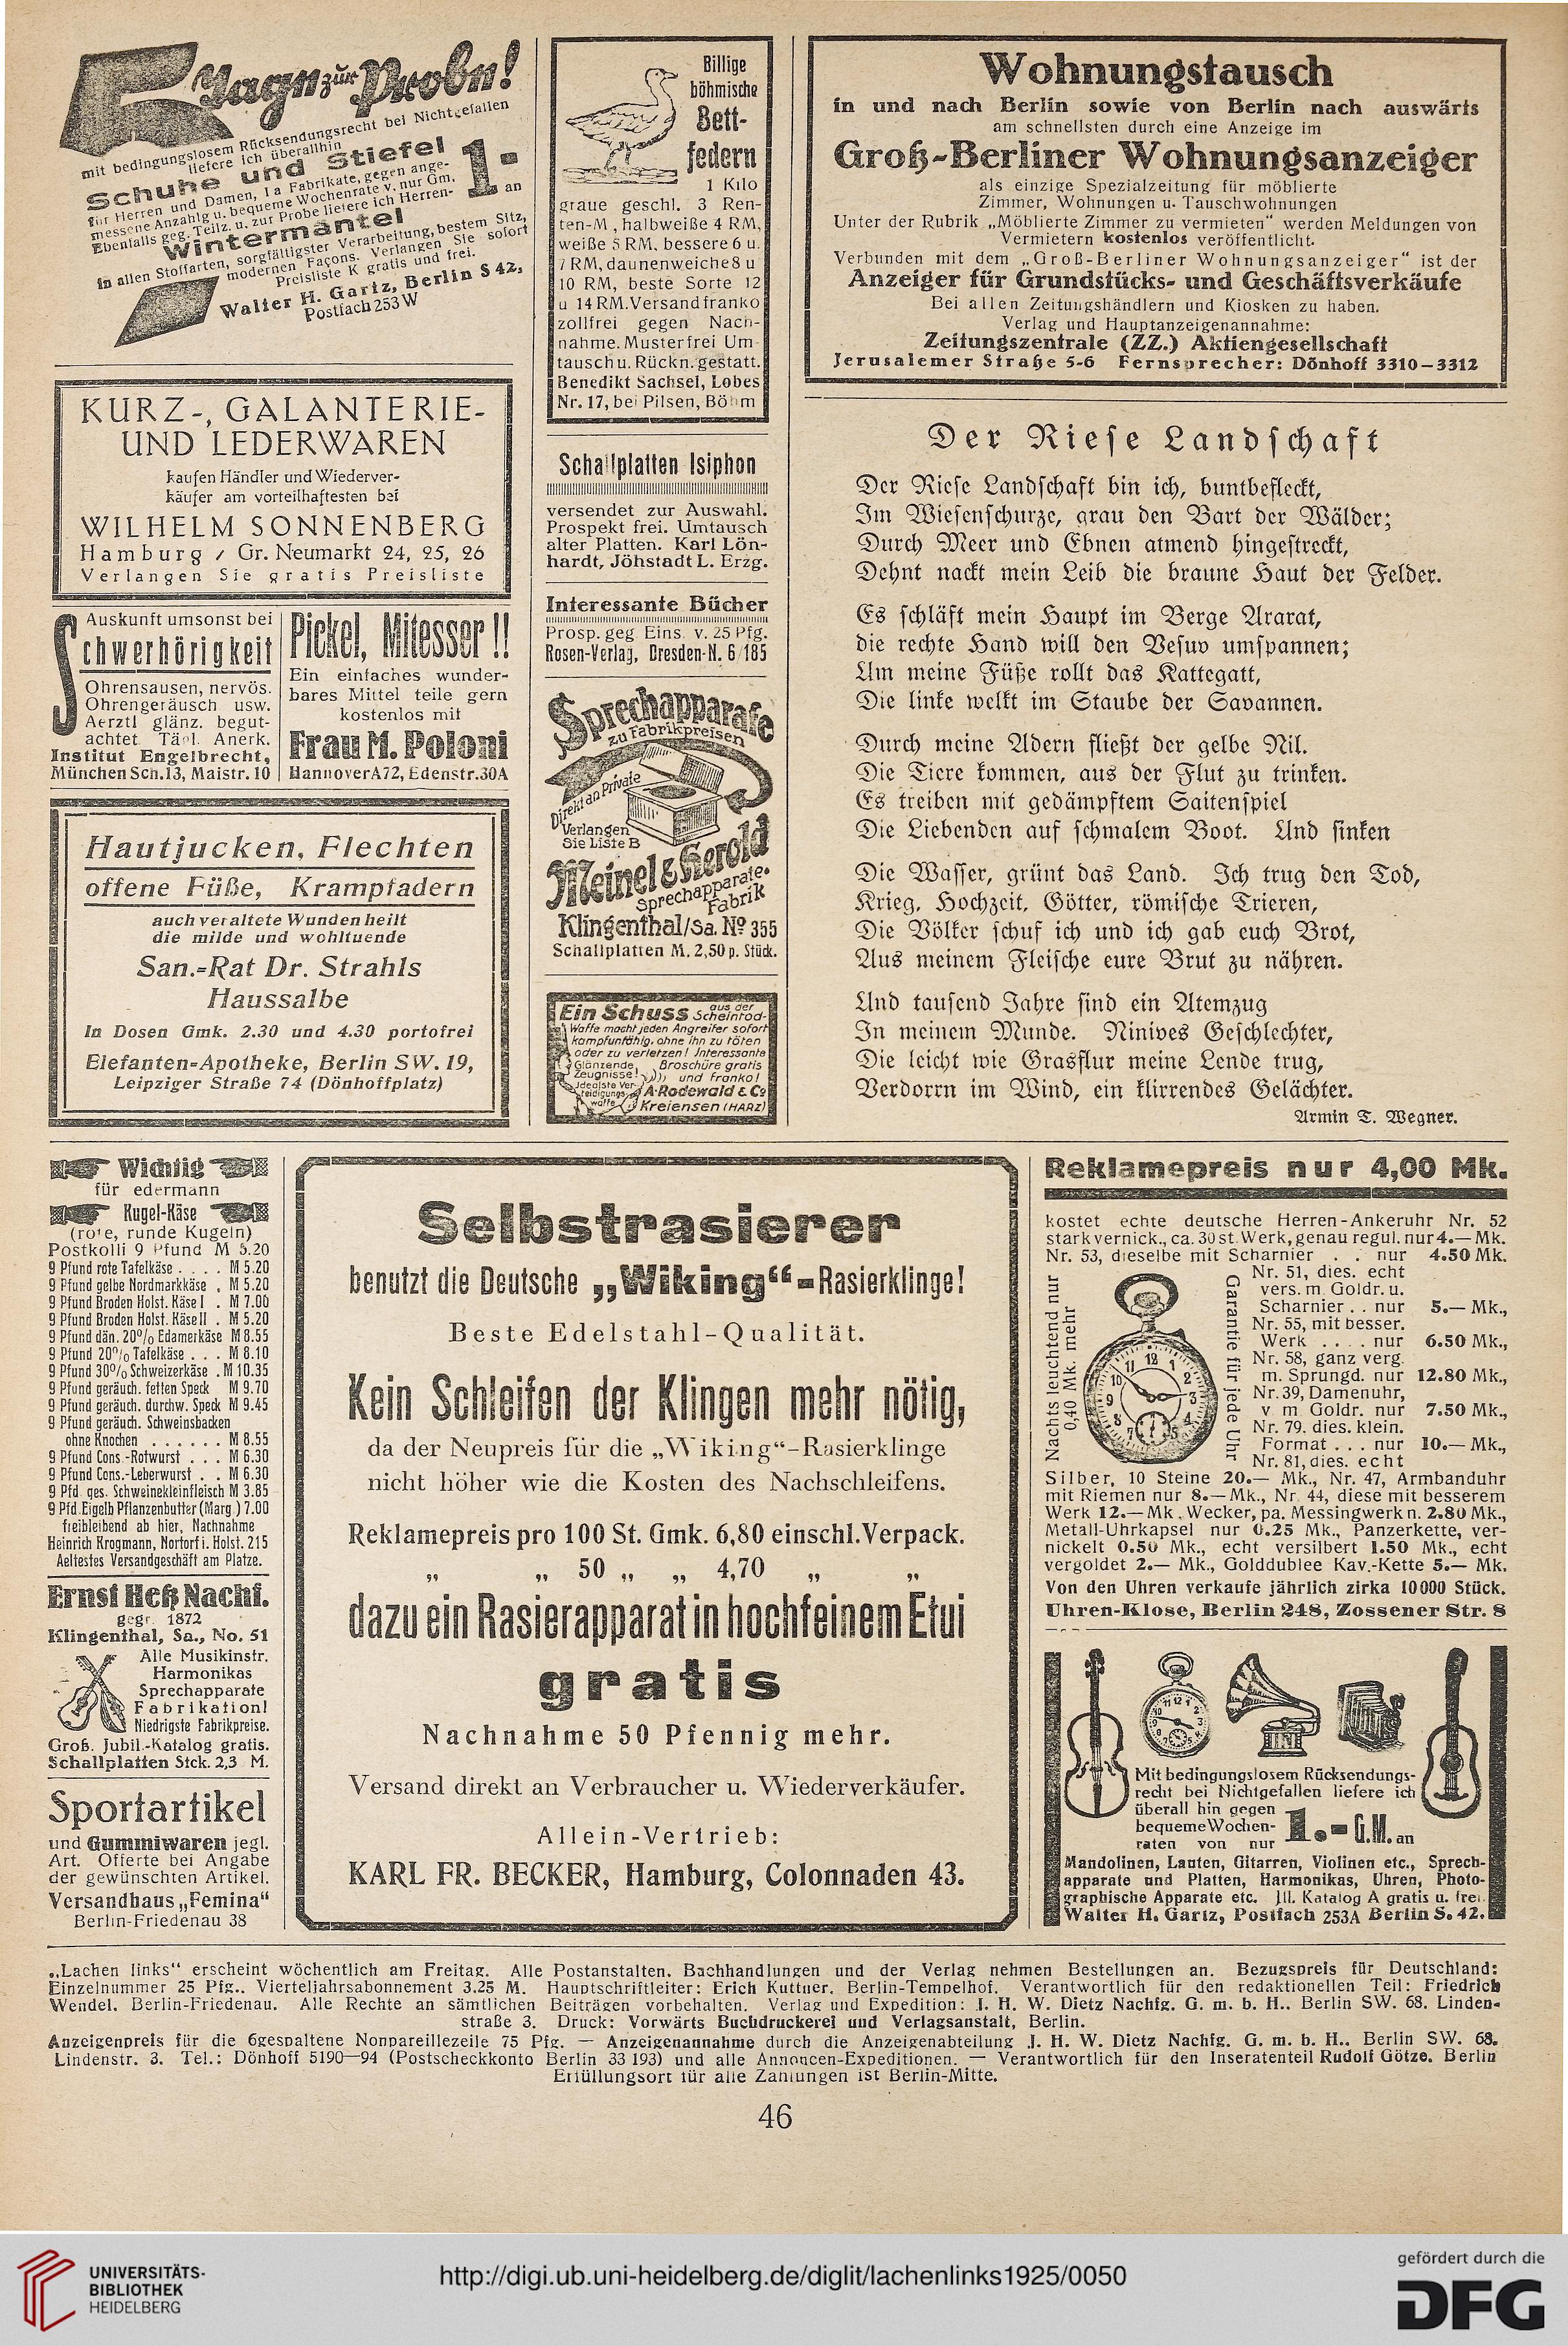 7 Tage zur Probe!
mit bedingungslosem Rücksendungsrecht bei Nichtgefallen
liefere ich überallhin
Schuhe und Stiefel
für Herren und Damen, I a Fabrikate, gegen ange-
messene Anzahlg u. bequeme Wochenrate v. nur Gm. 1.- an
Ebenfalls geg. Teilz. u. zur Probe liefere ich Herren-
Wintermäntel
in allen Stoffarten, sorgfältigster Verarbeitung, bestem Sitz,
modernen Façons. Verlangen Sie sofort
Preisliste K gratis und frei.
Walter H. Gartz, Berlin S 42,
Postfach 253 W
KURZ-, GALANTERIE-
UND LEDERWAREN
kaufen Händler und Wiederver-
käufer am vorteilhaftesten bei
WILHELM SONNENBERG
Hamburg / Gr. Neumarkt 24, 25, 26
Verlangen Sie gratis Preisliste
Auskunft umsonst bei
Schwerhörigkeit
Ohrensausen, nervös.
Ohrengeräusch usw.
Aerztl glänz. begut-
achtet Tägl. Anerk.
Institut Engelbrecht,
München Sch. 13, Maistr. 10
Pickel, Mitesser !!
Ein einfaches wunder-
bares Mittel teile gern
kostenlos mit
Frau M. Poloni
Hannover A 72, Edenstr. 30A
Hautjucken, Flechten
offene Füße, Krampfadern
auch veraltete Wunden heilt
die milde und wohltuende
San.-Rat Dr. Strahls
Haussalbe
In Dosen Gmk. 2.30 und 4.30 portofrei
Elefanten-Apotheke, Berlin SW. 19,
Leipziger Straße 74 (Dönhoffplatz)
Billige
böhmische
Bett-
federn
1 Kilo
graue geschl. 3 Ren-
ten-M, halbweiße 4 RM,
weiße 5 RM, bessere 6 u.
7 RM, daunenweiche 8 u
10 RM, beste Sorte 12
u 14 RM. Versand franko
zollfrei gegen Nach-
nahme. Muster frei Um
tausch u. Rückn. gestatt.
Benedikt Sachsel, Lobes
Nr. 17, bei Pilsen, Böhm
Schallplatten Isiphon
versendet zur Auswahl.
Prospekt frei. Umtausch
alter Platten. Karl Lön-
hardt, Jöhstadt L. Erzg.
Interessante Bücher
Prosp. geg Eins. v. 25 Pfg.
Rosen-Verlag, Dresden-N. 6/185
Sprechapparate
zu Fabrikpreisen
Direkt an Private
Verlangen
Sie Liste B
Meinel & Herold
Sprechapparate-
Fabrik
Klingenthal/Sa. No 355
Schallplatten M. 2,50 p. Stück.
Ein Schuss aus der Scheintod-
Waffe macht jeden Angreifer sofort
kampfunfähig, ohne ihn zu töten
oder zu verletzen! Interessante
Glänzende Broschüre gratis
Zeugnisse! und franko!
Idealste Ver-
teidigungs- A. Rodewald & Co
waffe Kreiensen (HARZ)
Wohnungstausch
in und nach Berlin sowie von Berlin nach auswärts
am schnellsten durch eine Anzeige im
Groß-Berliner Wohnungsanzeiger
als einzige Spezialzeitung für möblierte
Zimmer, Wohnungen u. Tauschwohnungen
Unter der Rubrik „Möblierte Zimmer zu vermieten“ werden Meldungen von
Vermietern kostenlos veröffentlicht.
Verbunden mit dem „Groß-Berliner Wohnungsanzeiger“ ist der
Anzeiger für Grundstücks- und Geschäftsverkäufe
Bei allen Zeitungshändlern und Kiosken zu haben.
Verlag und Hauptanzeigenannahme:
Zeitungszentrale (ZZ.) Aktiengesellschaft
Jerusalemer Straße 5-6 Fernsprecher: Dönhoff 3310–3312
Der Riese Landschaft
Der Riese Landschaft bin ich, buntbefleckt,
Im Wiesenschurze, grau den Bart der Wälder;
Durch Meer und Ebnen atmend hingestreckt,
Dehnt nackt mein Leib die braune Haut der Felder.
Es schläft mein Haupt im Berge Ararat,
die rechte Hand will den Vesuv umspannen;
Um meine Füße rollt das Kattegatt,
Die linke welkt im Staube der Savannen.
Durch meine Adern fließt der gelbe Nil.
Die Tiere kommen, aus der Flut zu trinken.
Es treiben mit gedämpftem Saitenspiel
Die Liebenden auf schmalem Boot. Und sinken
Die Wasser, grünt das Land. Ich trug den Tod,
Krieg, Hochzeit, Götter, römische Trieren,
Die Völker schuf ich und ich gab euch Brot,
Aus meinem Fleische eure Brut zu nähren.
Und tausend Jahre sind ein Atemzug
In meinem Munde. Ninives Geschlechter,
Die leicht wie Grasflur meine Lende trug,
Verdorrn im Wind, ein klirrendes Gelächter.
Armin T. Wegner.
Wichtig
für edermann
Kugel-Käse
(rote, runde Kugeln)
Postkolli 9 Pfund M 5.20
9 Pfund rote Tafelkäse . . . . M 5.20
9 Pfund gelbe Nordmarkkäse . M 5.20
9 Pfund Broden Holst. Käse I . M 7.00
9 Pfund Broden Holst. Käse II . M 5.20
9 Pfund dän. 20% Edamerkäse M 8.55
9 Pfund 20% Tafelkäse . . . M 8.10
9 Pfund 30% Schweizerkäse . M 10.35
9 Pfund geräuch. fetten Speck M 9.70
9 Pfund geräuch. durchw. Speck M 9.45
9 Pfund geräuch. Schweinsbacken
ohne Knochen . . . . . . M 8.55
9 Pfund Cons.-Rotwurst . . . M 6.30
9 Pfund Cons.-Leberwurst . . M 6.30
9 Pfd. ges. Schweinekleinfleisch M 3.85
9 Pfd. Eigelb Pflanzenbutter (Marg.) 7.00
freibleibend ab hier, Nachnahme
Heinrich Krogmann, Nortorf i. Holst. 215
Aeltestes Versandgeschäft am Platze.
Ernst Heß Nachf.
gegr. 1872
Klingenthal, Sa., No. 51
Alle Musikinstr.
Harmonikas
Sprechapparate
Fabrikation!
Niedrigste Fabrikpreise.
Groß. Jubil.-Katalog gratis.
Schallplatten Stck. 2,3 M.
Sportartikel
und Gummiwaren jegl.
Art. Offerte bei Angabe
der gewünschten Artikel.
Versandhaus „Femina“
Berlin-Friedenau 38
Selbstrasierer
benutzt die Deutsche „Wiking“-Rasierklinge!
Beste Edelstahl-Qualität.
Kein Schleifen der Klingen mehr nötig,
da der Neupreis für die „Wiking“-Rasierklinge
nicht höher wie die Kosten des Nachschleifens.
Reklamepreis pro 100 St. Gmk. 6,80 einschl. Verpack.
„ „ 50 „ „ 4,70 „ „
dazu ein Rasierapparat in hochfeinem Etui
gratis
Nachnahme 50 Pfennig mehr.
Versand direkt an Verbraucher u. Wiederverkäufer.
Allein-Vertrieb:
KARL FR. BECKER, Hamburg, Colonnaden 43.
Reklamepreis nur 4,00 Mk.
kostet echte deutsche Herren-Ankeruhr Nr. 52
stark vernick., ca. 30 st. Werk, genau regul. nur 4.— Mk.
Nr. 53, dieselbe mit Scharnier . . nur 4.50 Mk.
Nachts leuchtend nur
0,40 Mk. mehr
Garantie für jede Uhr
Nr. 51, dies. echt
vers. m. Goldr. u.
Scharnier . . nur 5.— Mk.,
Nr. 55, mit besser.
Werk . . . . nur 6.50 Mk.,
Nr. 58, ganz verg.
m. Sprungd. nur 12.80 Mk.,
Nr. 39, Damenuhr,
v m Goldr. nur 7.50 Mk.,
Nr. 79. dies. klein.
Format . . . nur 10.— Mk.,
Nr. 81, dies. echt
Silber, 10 Steine 20.— Mk., Nr. 47, Armbanduhr
mit Riemen nur 8.— Mk., Nr. 44, diese mit besserem
Werk 12.— Mk. Wecker, pa. Messingwerk n. 2.80 Mk.,
Metall-Uhrkapsel nur 0.25 Mk., Panzerkette, ver-
nickelt 0.50 Mk., echt versilbert 1.50 Mk., echt
vergoldet 2.— Mk., Golddublee Kav.-Kette 5.— Mk.
Von den Uhren verkaufe jährlich zirka 10000 Stück.
Uhren-Klose, Berlin 248, Zossener Str. 8
Mit bedingungslosem Rücksendungs-
recht bei Nichtgefallen liefere ich
überall hin gegen
bequeme Wochen-
raten von nur 1.- G.M. an
Mandolinen, Lauten, Gitarren, Violinen etc., Sprech-
apparate und Platten, Harmonikas, Uhren, Photo-
graphische Apparate etc. Ill. Katalog A gratis u. frei.
Walter H. Gartz, Postfach 253A Berlin S. 42.
„Lachen links“ erscheint wöchentlich am Freitag. Alle Postanstalten, Buchhandlungen und der Verlag nehmen Bestellungen an. Bezugspreis für Deutschland:
Einzelnummer 25 Pfg., Vierteljahrsabonnement 3.25 M. Hauptschriftleiter: Erich Kuttner, Berlin-Tempelhof. Verantwortlich für den redaktionellen Teil: Friedrich
Wendel, Berlin-Friedenau. Alle Rechte an sämtlichen Beiträgen vorbehalten. Verlag und Expedition: J. H. W. Dietz Nachfg. G. m. b. H., Berlin SW. 68, Linden-
straße 3. Druck: Vorwärts Buchdruckerei und Verlagsanstalt, Berlin.
Anzeigenpreis für die 6gespaltene Nonpareillezeile 75 Pfg. — Anzeigenannahme durch die Anzeigenabteilung J. H. W. Dietz Nachfg. G. m. b. H., Berlin SW. 68,
Lindenstr. 3. Tel.: Dönhoff 5190—94 (Postscheckkonto Berlin 33 193) und alle Annoncen-Expeditionen. — Verantwortlich für den Inseratenteil Rudolf Götze, Berlin
Erfüllungsort für alle Zahlungen ist Berlin-Mitte.
46
UNIVERSITÄTS-
BIBLIOTHEK
HEIDELBERG
http://digi.ub.uni-heidelberg.de/diglit/lachenlinks1925/0050
gefördert durch die
DFG